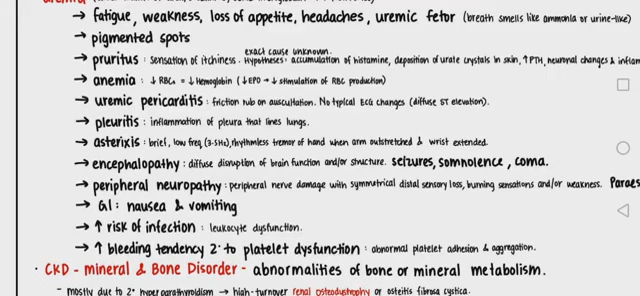 → fatigue, weakness, loss of appetite, headaches, uremic fetor (breath smells like ammonia or urine-like)
→ pigmented spots
exact cause unknown.
→ pruritus : sensation of itchiness. Hypotheses: accumulation of histamine, deposition of urate crystals in skin, ↑ PTH, neuronal changes & inflam
→ anemia : ↓ RBCs = ↓ Hemoglobin (↓EPO → ↓ stimulation of RBC production)
→ uremic pericarditis : friction rub on auscultation. No typical ECG changes (diffuse ST elevation).
→ pleuritis : inflammation of pleura that lines lungs.
→ asterixis : brief, low freq (3-5Hz), rhythmless tremor of hand when arm outstretched & wrist extended.
→ encephalopathy : diffuse disruption of brain function and/or structure. seizures, somnolence, coma.
→ peripheral neuropathy : peripheral nerve damage with symmetrical distal sensory loss, burning sensations and/or weakness. Paraes
→ GI : nausea & vomiting
→ ↑ risk of infection : leukocyte dysfunction.
→ ↑ bleeding tendency 2° to platelet dysfunction : abnormal platelet adhesion & aggregation.
· CKD - Mineral & Bone Disorder - abnormalities of bone or mineral metabolism.
- mostly due to 2° hyperparathyroidism → high-turnover renal osteodystrophy or osteitis fibrosa cystica.